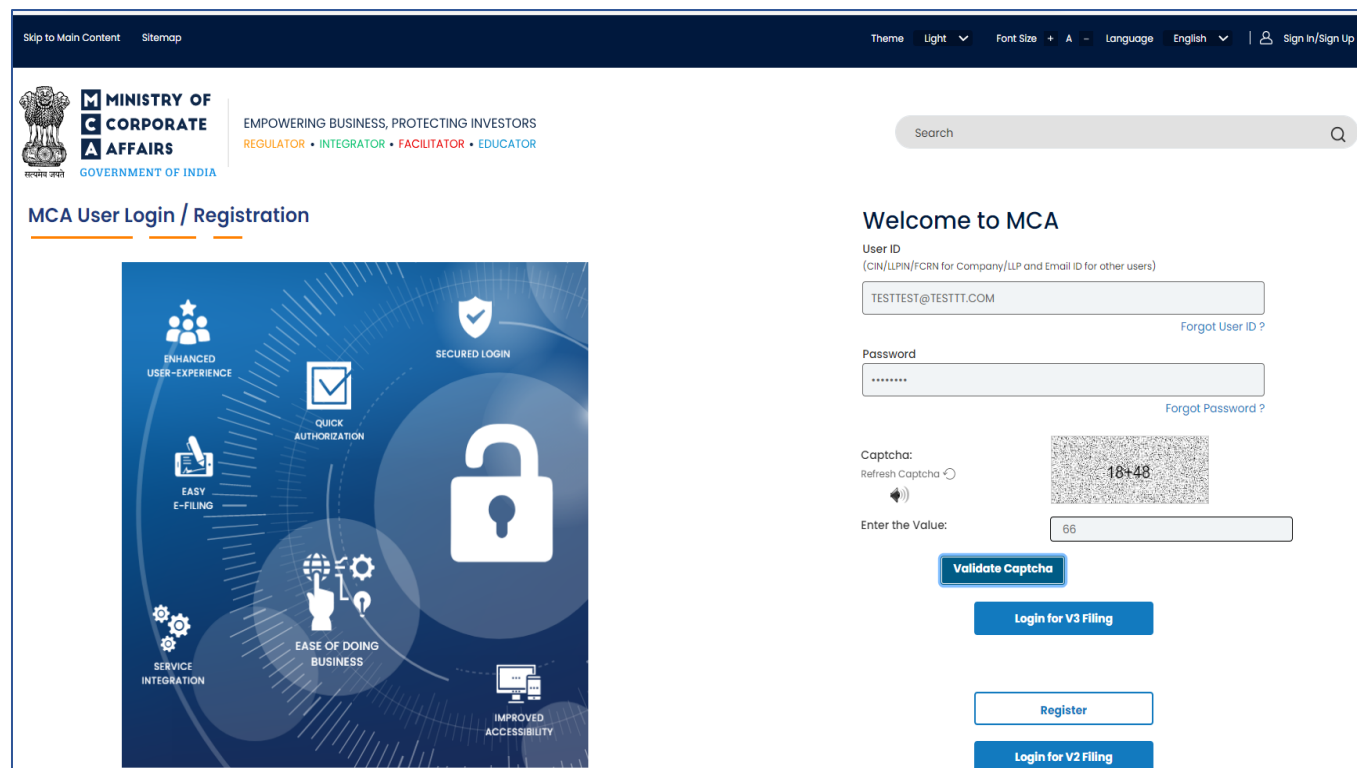 Skip to Main Content Sitemap Theme Light Font Size + A - Language English | Sign In/Sign Up
M MINISTRY OF
C CORPORATE
A AFFAIRS
GOVERNMENT OF INDIA
सत्यमेव जयते
EMPOWERING BUSINESS, PROTECTING INVESTORS
REGULATOR • INTEGRATOR • FACILITATOR • EDUCATOR
Search
MCA User Login / Registration
ENHANCED
USER-EXPERIENCE
SECURED LOGIN
QUICK
AUTHORIZATION
EASY
E-FILING
EASE OF DOING
BUSINESS
SERVICE
INTEGRATION
IMPROVED
ACCESSIBILITY
Welcome to MCA
User ID
(CIN/LLPIN/FCRN for Company/LLP and Email ID for other users)
TESTTEST@TESTTT.COM
Forgot User ID ?
Password
••••••••
Forgot Password ?
Captcha:
Refresh Captcha
18+48
Enter the Value: 66
Validate Captcha
Login for V3 Filing
Register
Login for V2 Filing